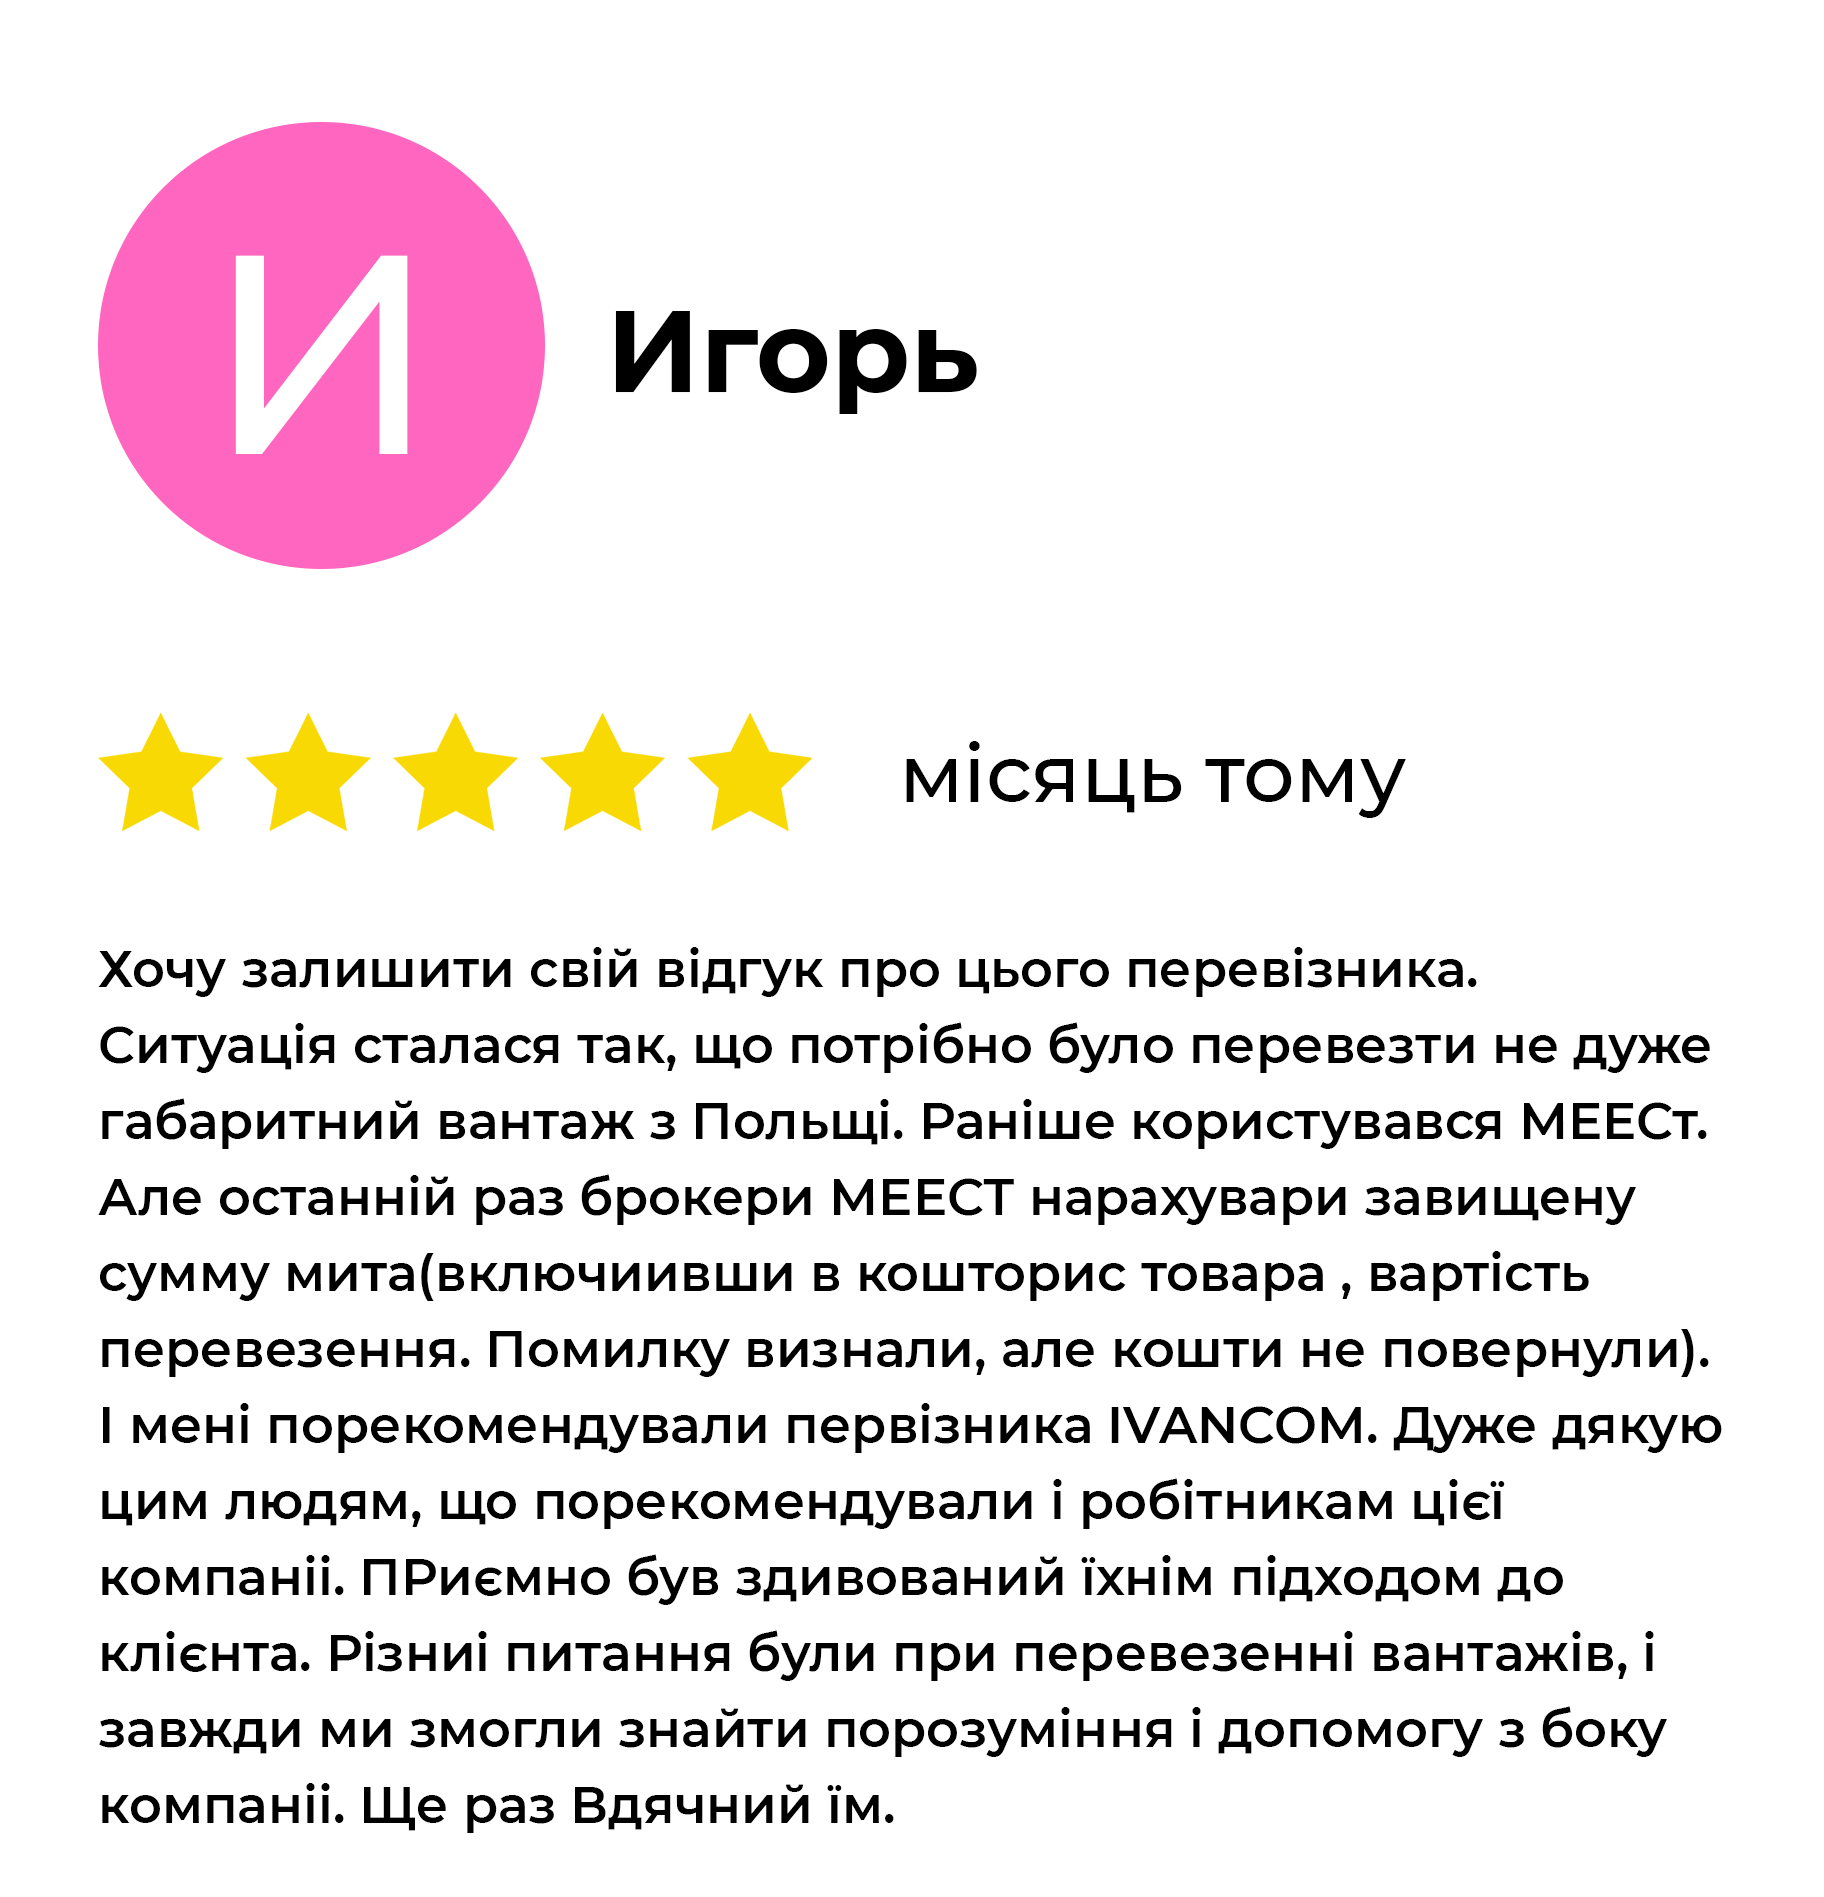 И
Игорь
місяць тому
Хочу залишити свій відгук про цього перевізника.
Ситуація сталася так, що потрібно було перевезти не дуже
габаритний вантаж з Польщі. Раніше користувався МЕЕСт.
Але останній раз брокери МЕЕСТ нарахувари завищену
сумму мита(включиивши в кошторис товара , вартість
перевезення. Помилку визнали, але кошти не повернули).
І мені порекомендували первізника IVANCOM. Дуже дякую
цим людям, що порекомендували і робітникам цієї
компаніі. ПРиємно був здивований їхнім підходом до
клієнта. Різниі питання були при перевезенні вантажів, і
завжди ми змогли знайти порозуміння і допомогу з боку
компаніі. Ще раз Вдячний їм.